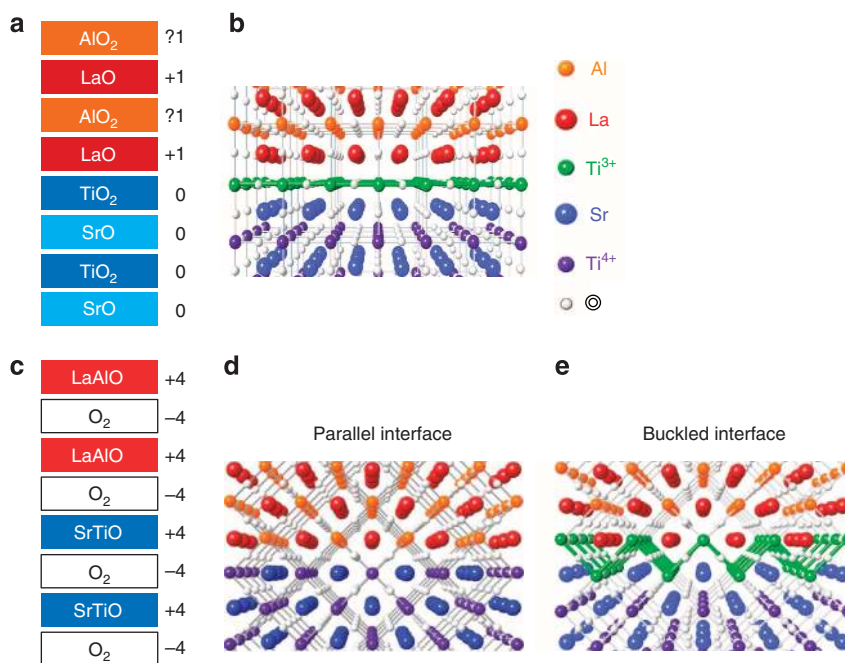 a
AlO2 ?1
LaO +1
AlO2 ?1
LaO +1
TiO2 0
SrO 0
TiO2 0
SrO 0
b
Al
La
Ti3+
Sr
Ti4+
c
LaAlO +4
O2 −4
LaAlO +4
O2 −4
SrTiO +4
O2 −4
SrTiO +4
O2 −4
d
Parallel interface
e
Buckled interface